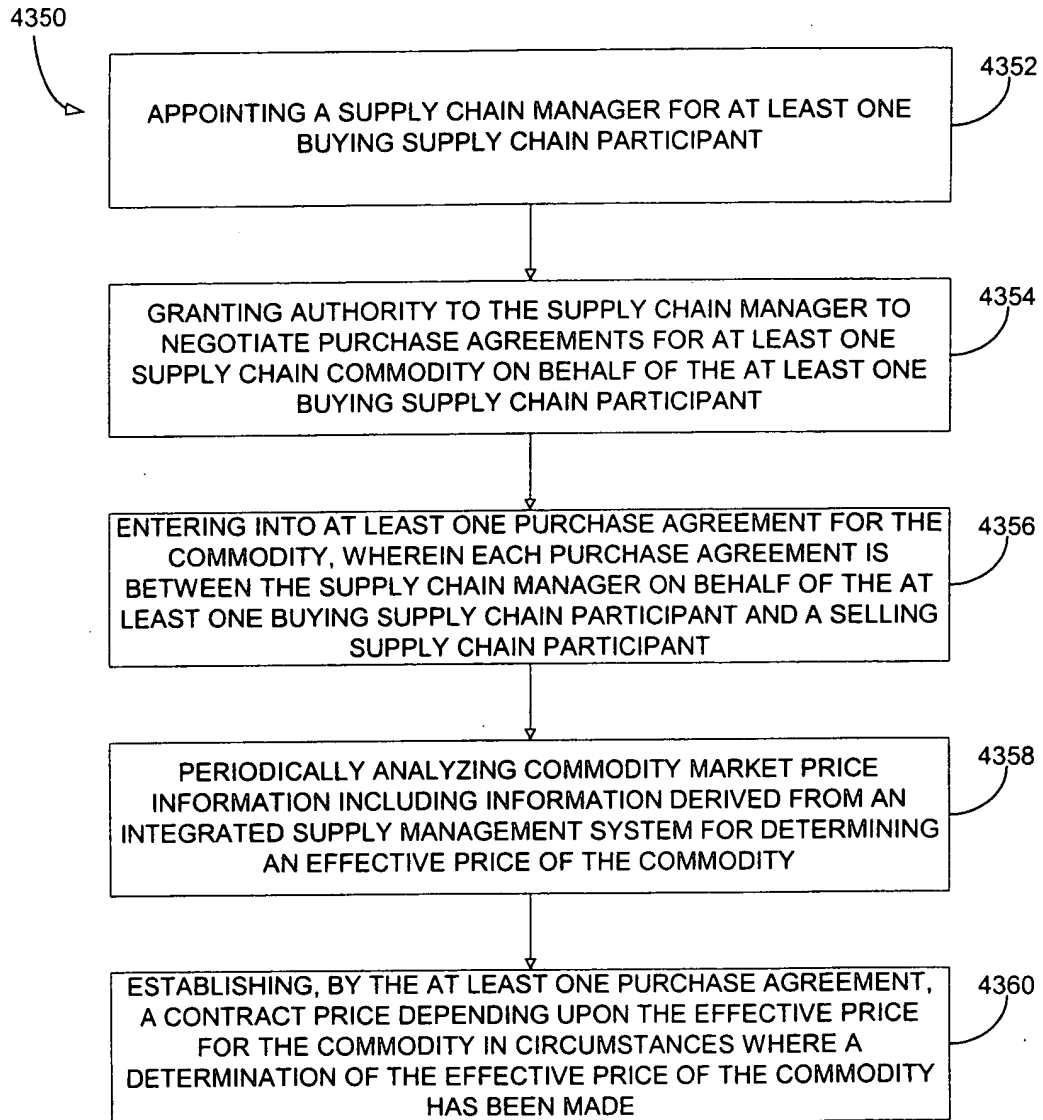 4350
4352
APPOINTING A SUPPLY CHAIN MANAGER FOR AT LEAST ONE
BUYING SUPPLY CHAIN PARTICIPANT
4354
GRANTING AUTHORITY TO THE SUPPLY CHAIN MANAGER TO
NEGOTIATE PURCHASE AGREEMENTS FOR AT LEAST ONE
SUPPLY CHAIN COMMODITY ON BEHALF OF THE AT LEAST ONE
BUYING SUPPLY CHAIN PARTICIPANT
4356
ENTERING INTO AT LEAST ONE PURCHASE AGREEMENT FOR THE
COMMODITY, WHEREIN EACH PURCHASE AGREEMENT IS
BETWEEN THE SUPPLY CHAIN MANAGER ON BEHALF OF THE AT
LEAST ONE BUYING SUPPLY CHAIN PARTICIPANT AND A SELLING
SUPPLY CHAIN PARTICIPANT
4358
PERIODICALLY ANALYZING COMMODITY MARKET PRICE
INFORMATION INCLUDING INFORMATION DERIVED FROM AN
INTEGRATED SUPPLY MANAGEMENT SYSTEM FOR DETERMINING
AN EFFECTIVE PRICE OF THE COMMODITY
4360
ESTABLISHING, BY THE AT LEAST ONE PURCHASE AGREEMENT,
A CONTRACT PRICE DEPENDING UPON THE EFFECTIVE PRICE
FOR THE COMMODITY IN CIRCUMSTANCES WHERE A
DETERMINATION OF THE EFFECTIVE PRICE OF THE COMMODITY
HAS BEEN MADE